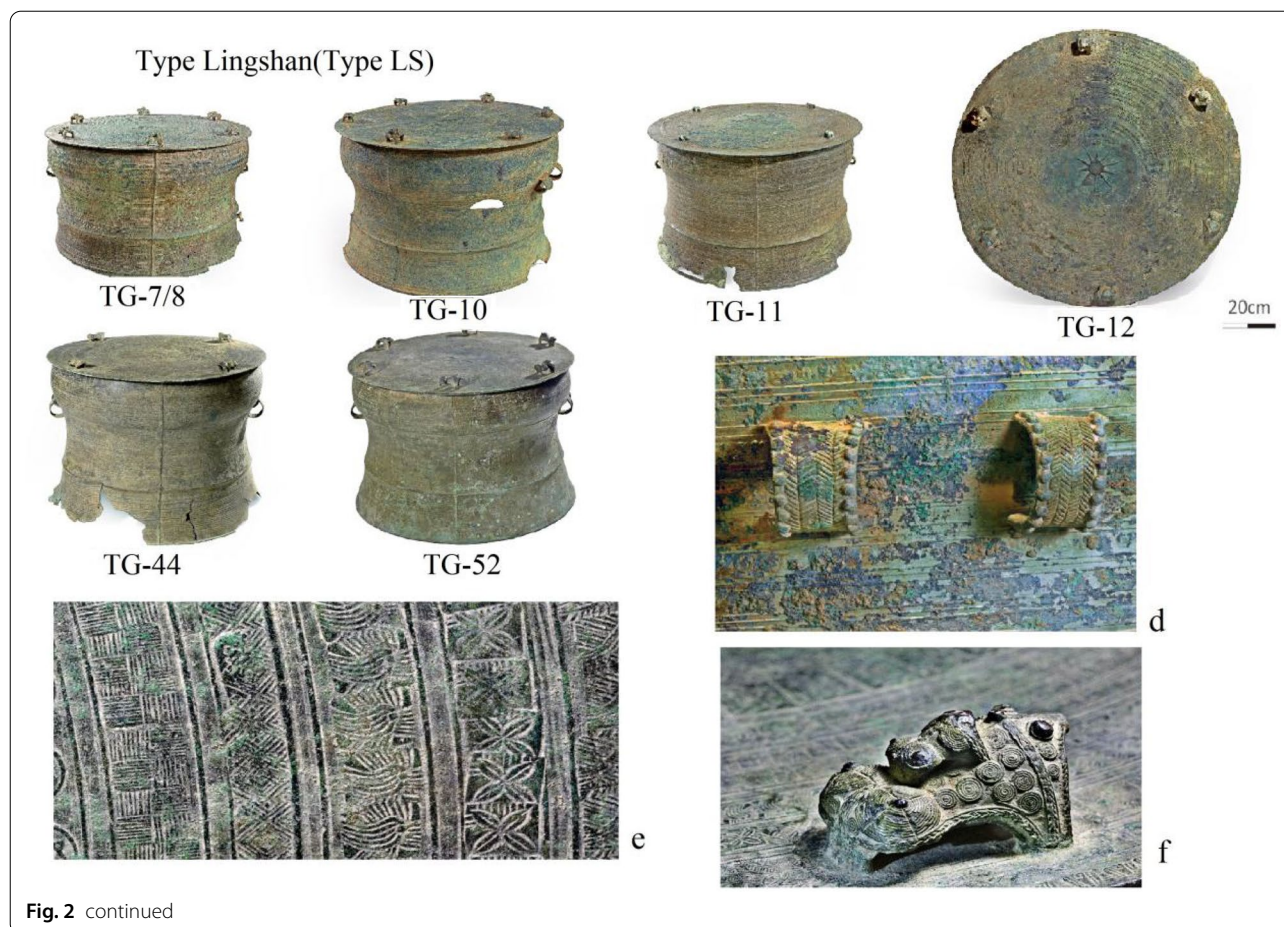 Type Lingshan(Type LS)
TG-7/8
TG-10
TG-11
TG-12
20cm
TG-44
TG-52
d
e
f
Fig. 2 continued